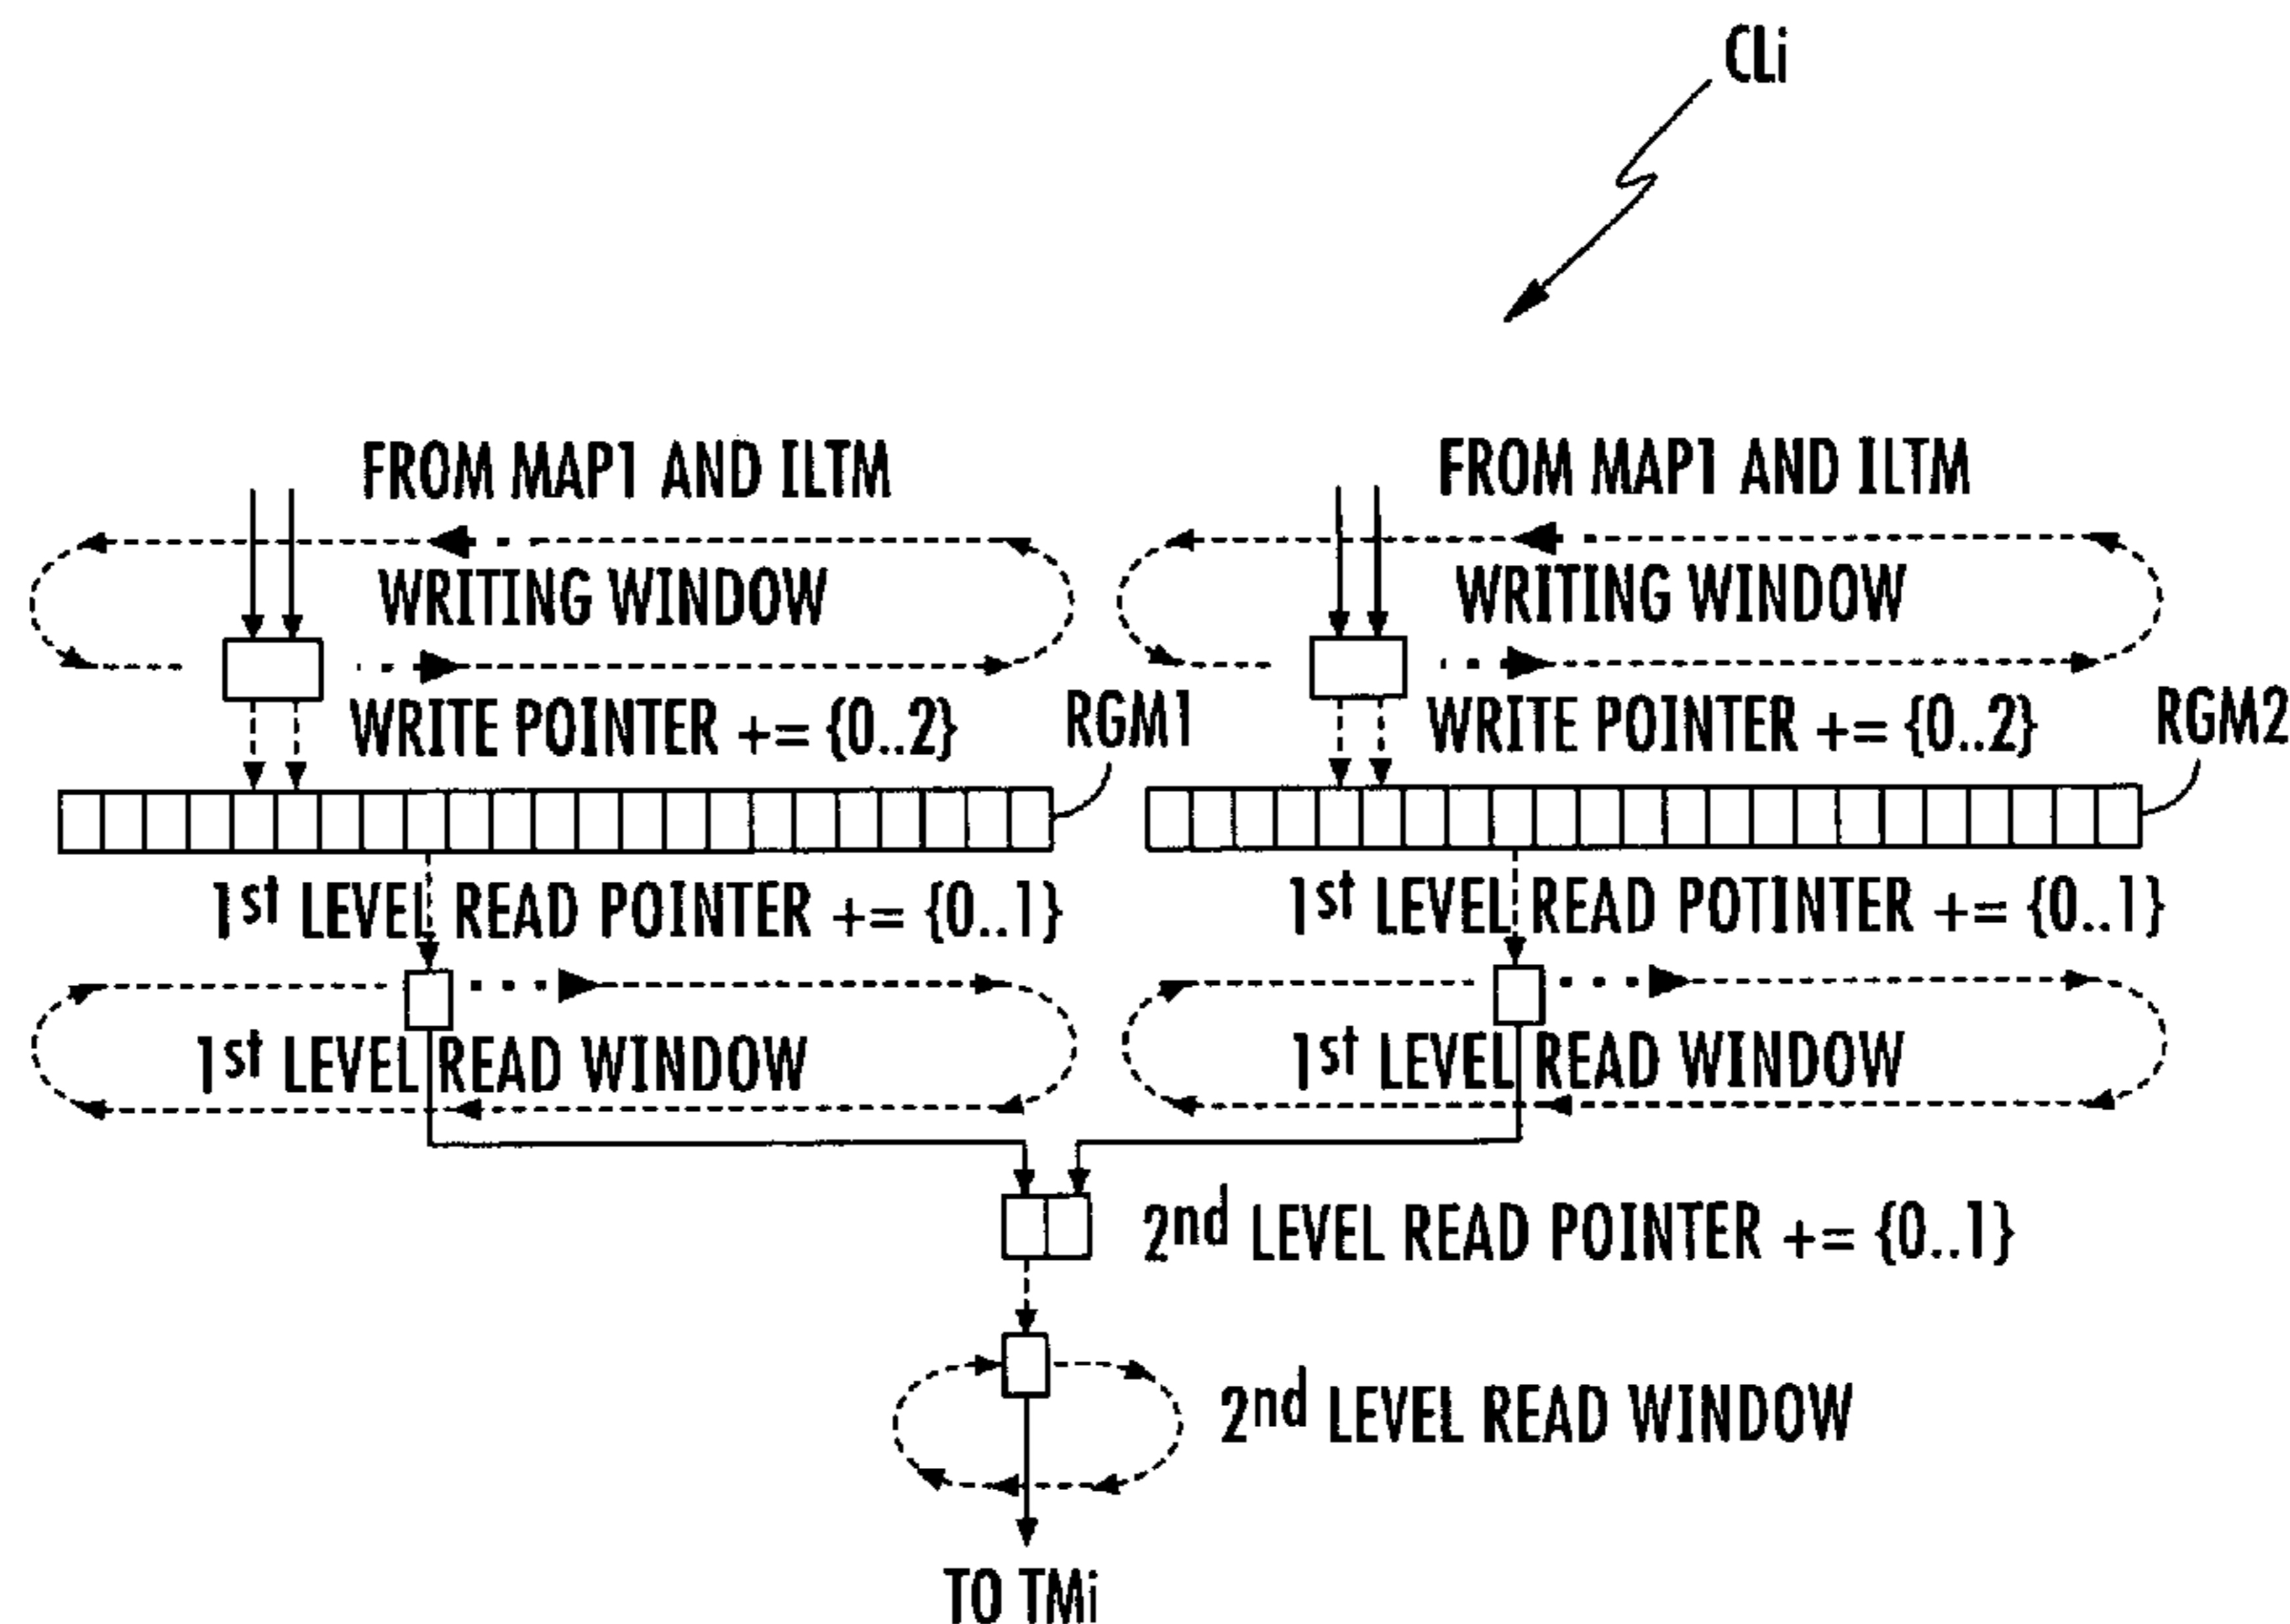 CLi
FROM MAP1 AND ILTM
FROM MAP1 AND ILTM
WRITING WINDOW
WRITING WINDOW
WRITE POINTER += {0..2}
RGM1
WRITE POINTER += {0..2}
RGM2
1st LEVEL READ POINTER += {0..1}
1st LEVEL READ POTINTER += {0..1}
1st LEVEL READ WINDOW
1st LEVEL READ WINDOW
2nd LEVEL READ POINTER += {0..1}
2nd LEVEL READ WINDOW
TO TMi